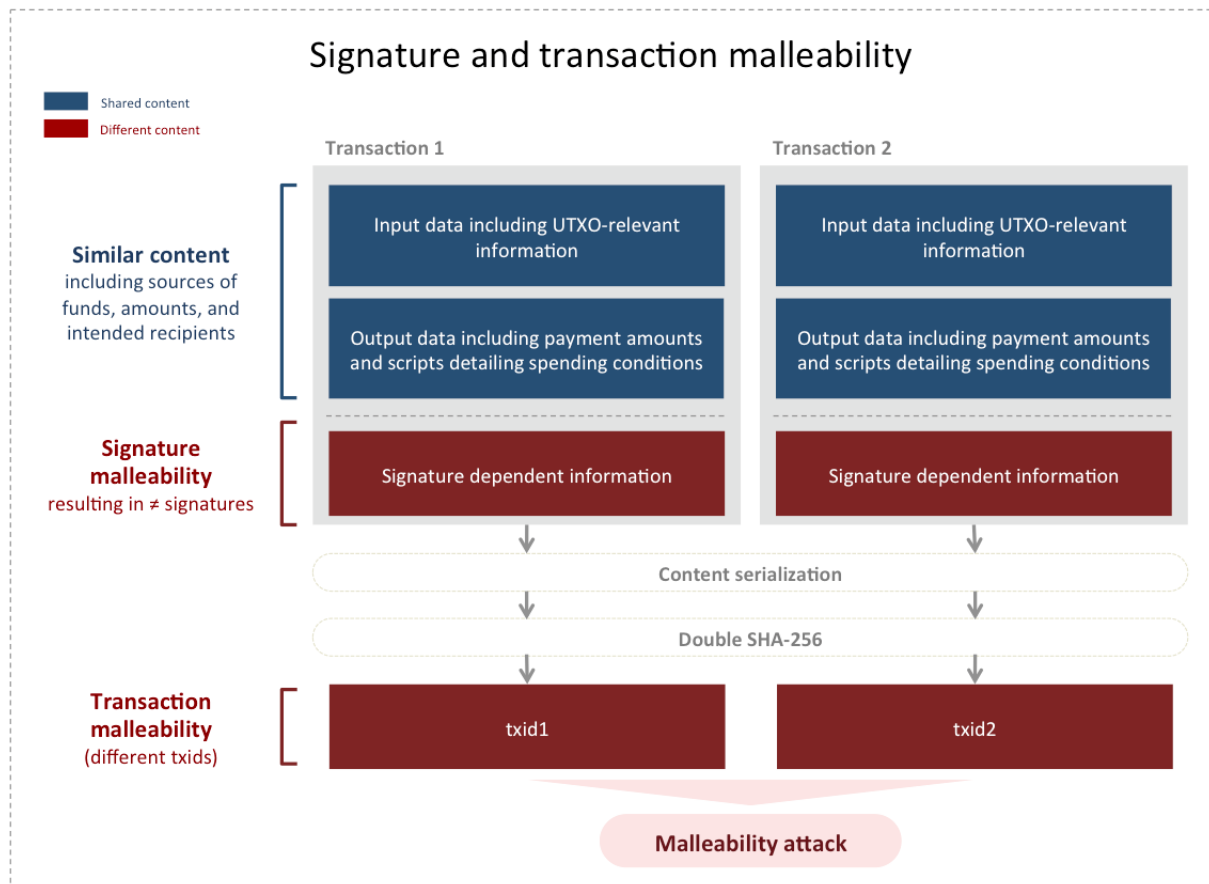 Signature and transaction malleability
Shared content
Different content
Transaction 1
Transaction 2
Similar content
including sources of
funds, amounts, and
intended recipients
Input data including UTXO-relevant
information
Input data including UTXO-relevant
information
Output data including payment amounts
and scripts detailing spending conditions
Output data including payment amounts
and scripts detailing spending conditions
Signature
malleability
resulting in ≠ signatures
Signature dependent information
Signature dependent information
Content serialization
Double SHA-256
Transaction
malleability
(different txids)
txid1
txid2
Malleability attack